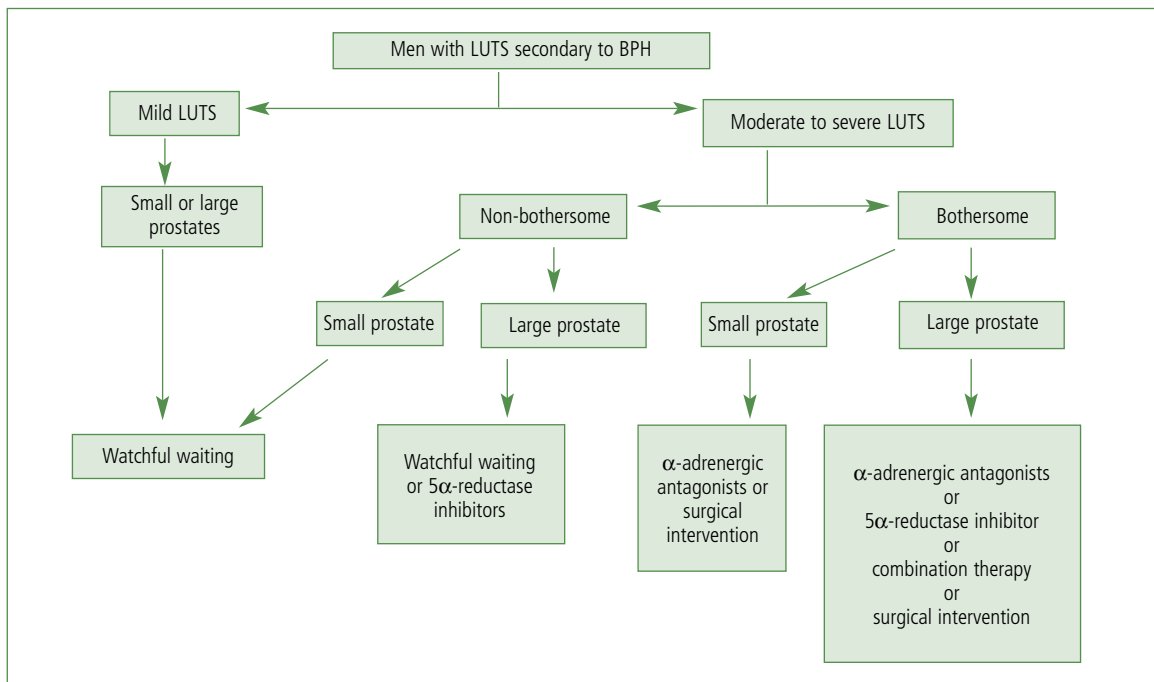 Men with LUTS secondary to BPH
Mild LUTS
Moderate to severe LUTS
Small or large
prostates
Non-bothersome
Bothersome
Small prostate
Large prostate
Small prostate
Large prostate
Watchful waiting
Watchful waiting
or 5α-reductase
inhibitors
α-adrenergic
antagonists or
surgical
intervention
α-adrenergic antagonists
or
5α-reductase inhibitor
or
combination therapy
or
surgical intervention